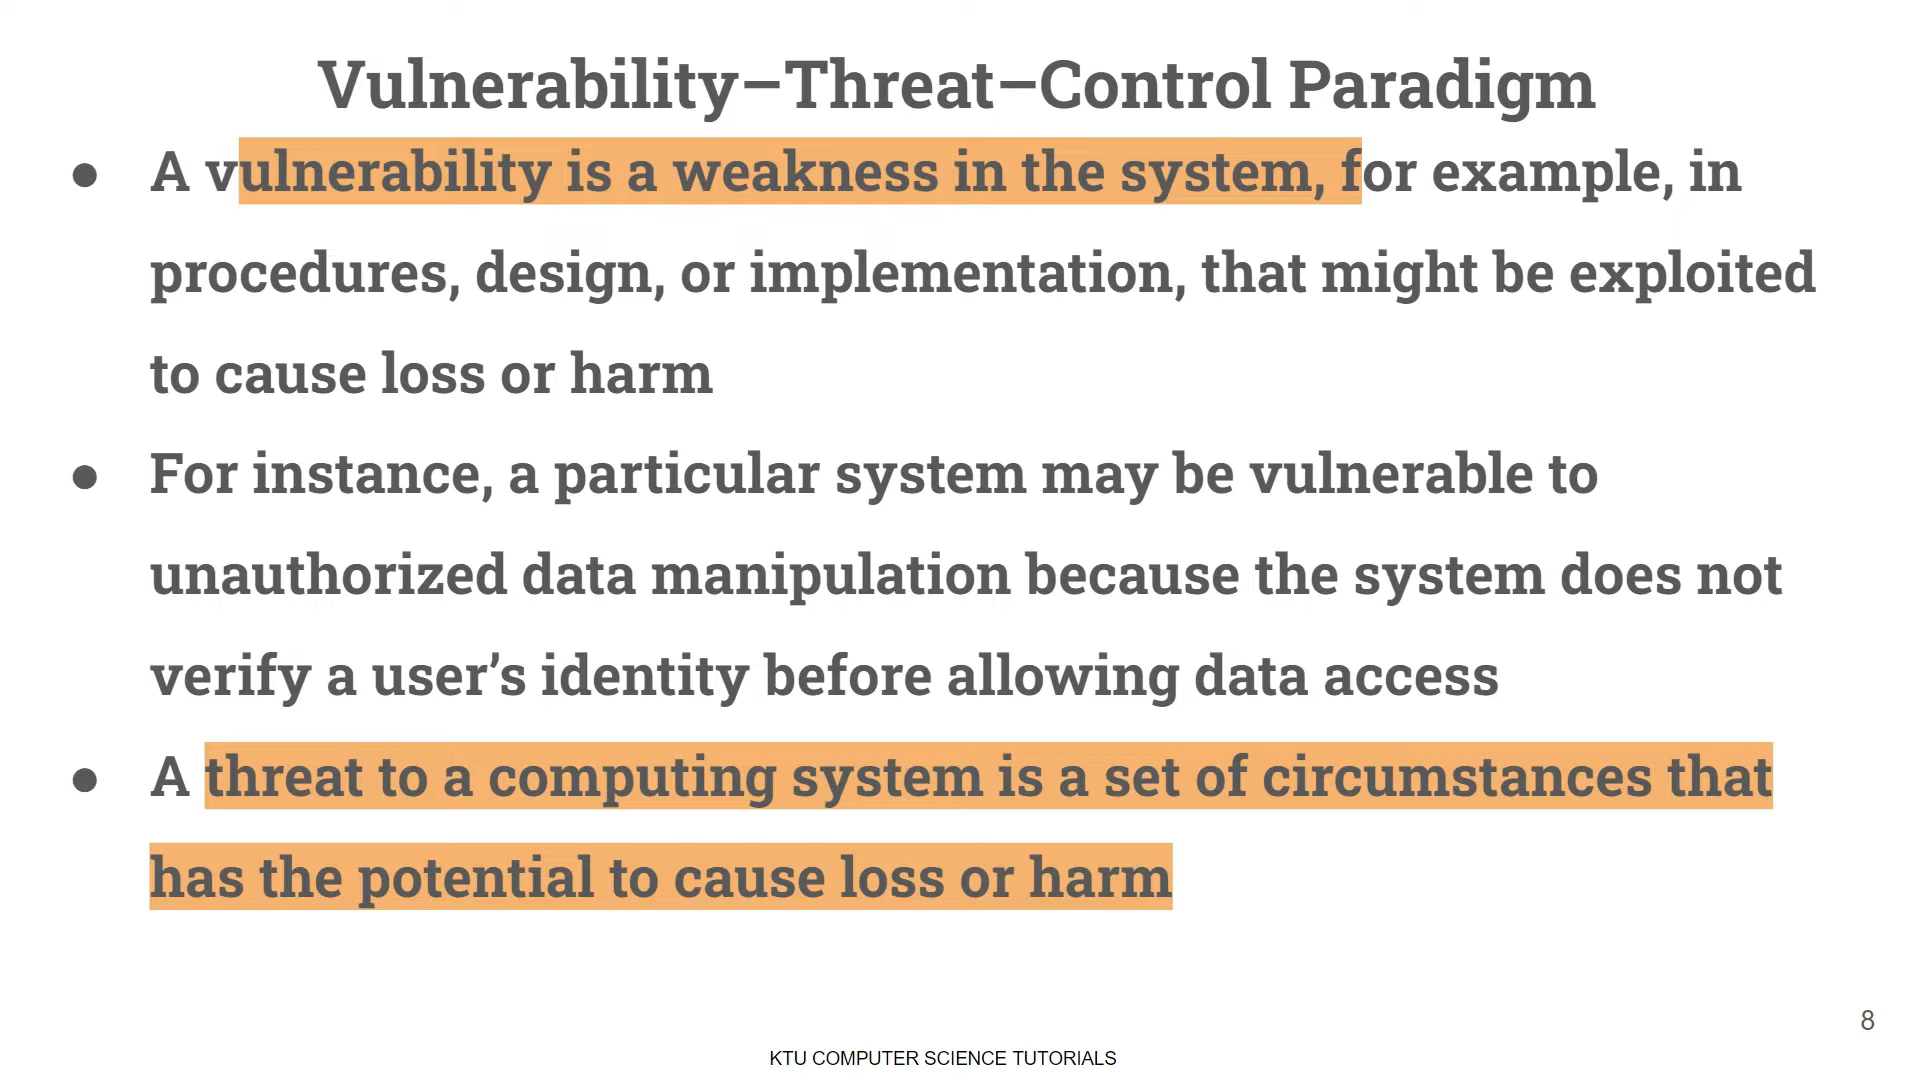 Vulnerability–Threat–Control Paradigm
● A vulnerability is a weakness in the system, for example, in
procedures, design, or implementation, that might be exploited
to cause loss or harm
● For instance, a particular system may be vulnerable to
unauthorized data manipulation because the system does not
verify a user’s identity before allowing data access
● A threat to a computing system is a set of circumstances that
has the potential to cause loss or harm
8
KTU COMPUTER SCIENCE TUTORIALS